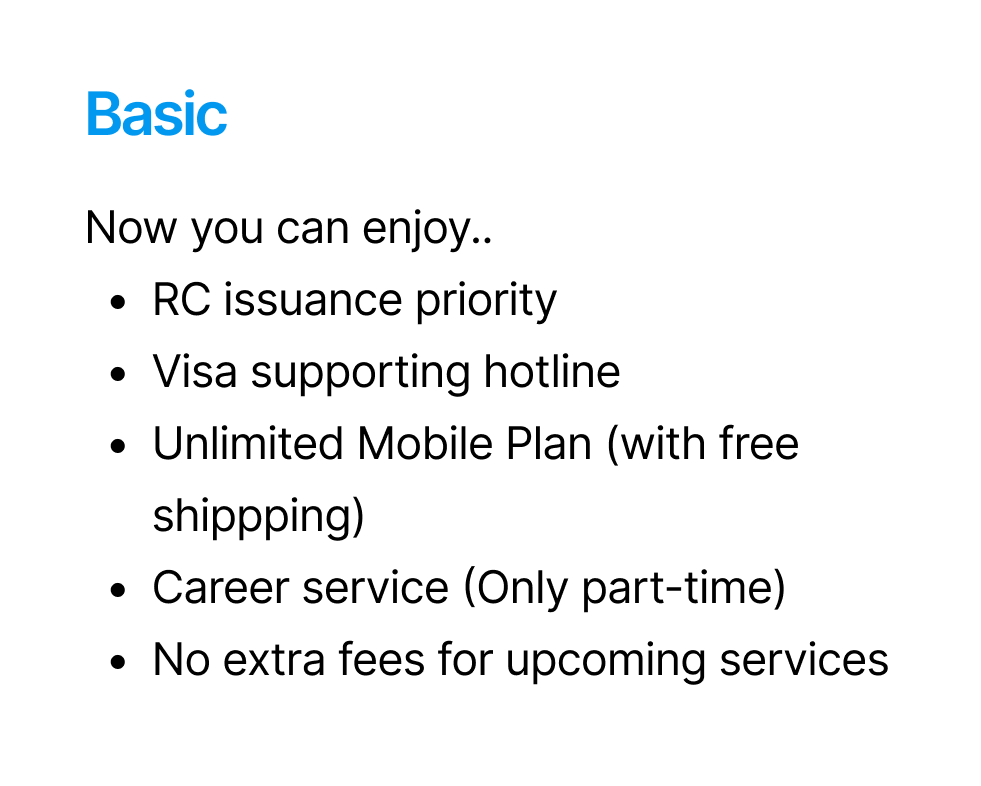 Basic
Now you can enjoy..
• RC issuance priority
• Visa supporting hotline
• Unlimited Mobile Plan (with free
shippping)
• Career service (Only part-time)
• No extra fees for upcoming services